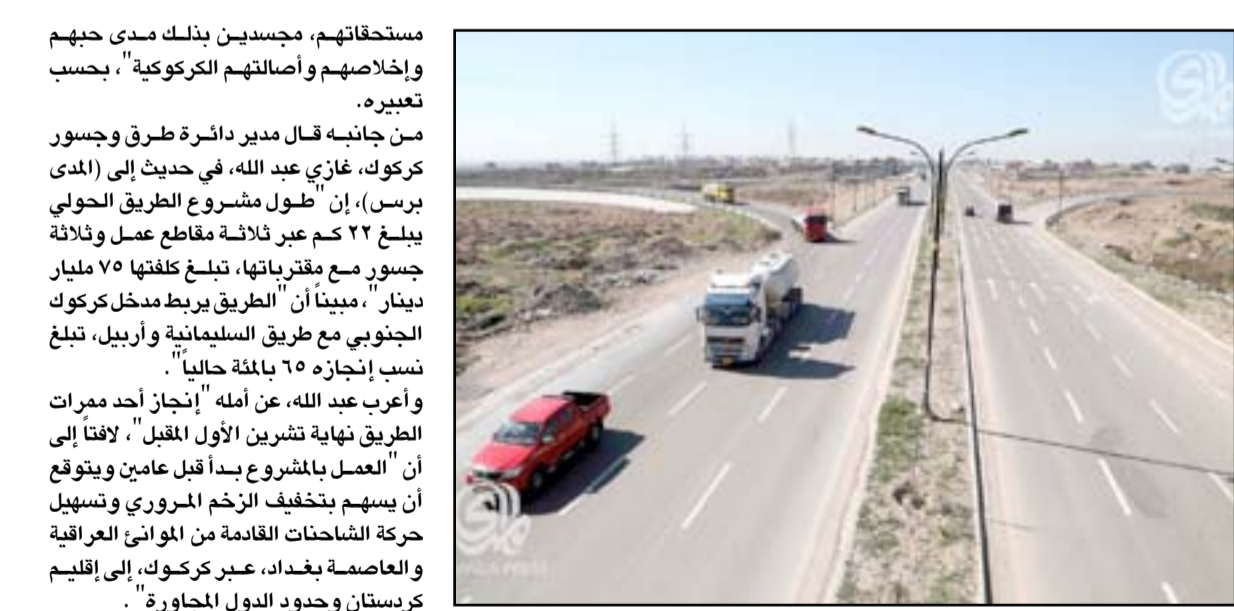 مستحقاتهم، مجسدين بذلك مدى حبهم
وإخلاصهم وأصالتهم الكركوكية"، بحسب
تعبيره.
من جانبه قال مدير دائرة طرق وجسور
كركوك، غازي عبد الله، في حديث إلى (المدى
برس)، إن "طول مشروع الطريق الحولي
يبلغ ٢٢ كم عبر ثلاثة مقاطع عمل وثلاثة
جسور مع مقترباتها، تبلغ كلفتها ٧٥ مليار
دينار"، مبيناً أن "الطريق يربط مدخل كركوك
الجنوبي مع طريق السليمانية وأربيل، تبلغ
نسب إنجازه ٦٥ بالمئة حالياً".
وأعرب عبد الله، عن أمله "إنجاز أحد ممرات
الطريق نهاية تشرين الأول المقبل"، لافتاً إلى
أن "العمل بالمشروع بدأ قبل عامين ويتوقع
أن يسهم بتخفيف الزخم المروري وتسهيل
حركة الشاحنات القادمة من الموانئ العراقية
والعاصمة بغداد، عبر كركوك، إلى إقليم
كردستان وحدود الدول المجاورة".